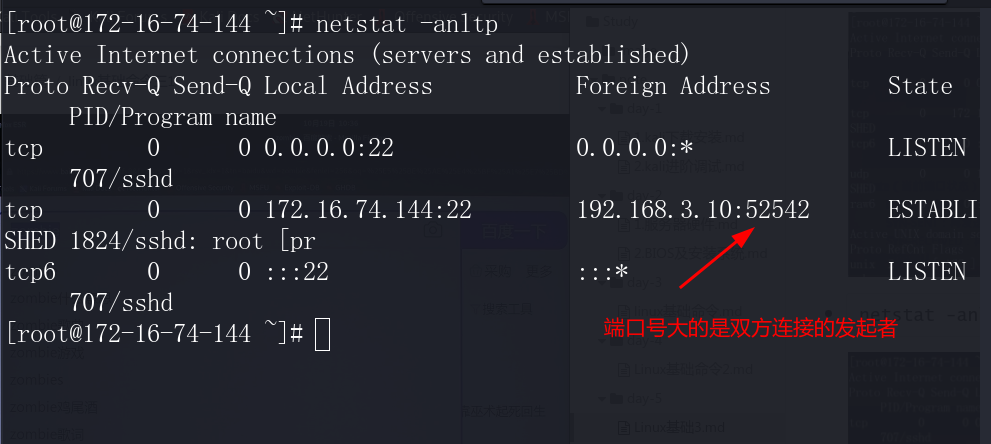 [root@172-16-74-144 ~]# netstat -anltp
Active Internet connections (servers and established)
Proto Recv-Q Send-Q Local Address Foreign Address State
PID/Program name
tcp 0 0 0.0.0.0:22 0.0.0.0:* LISTEN
707/sshd
tcp 0 0 172.16.74.144:22 192.168.3.10:52542 ESTABLI
SHED 1824/sshd: root [pr
tcp6 0 0 :::22 :::* LISTEN
707/sshd
[root@172-16-74-144 ~]#
端口号大的是双方连接的发起者